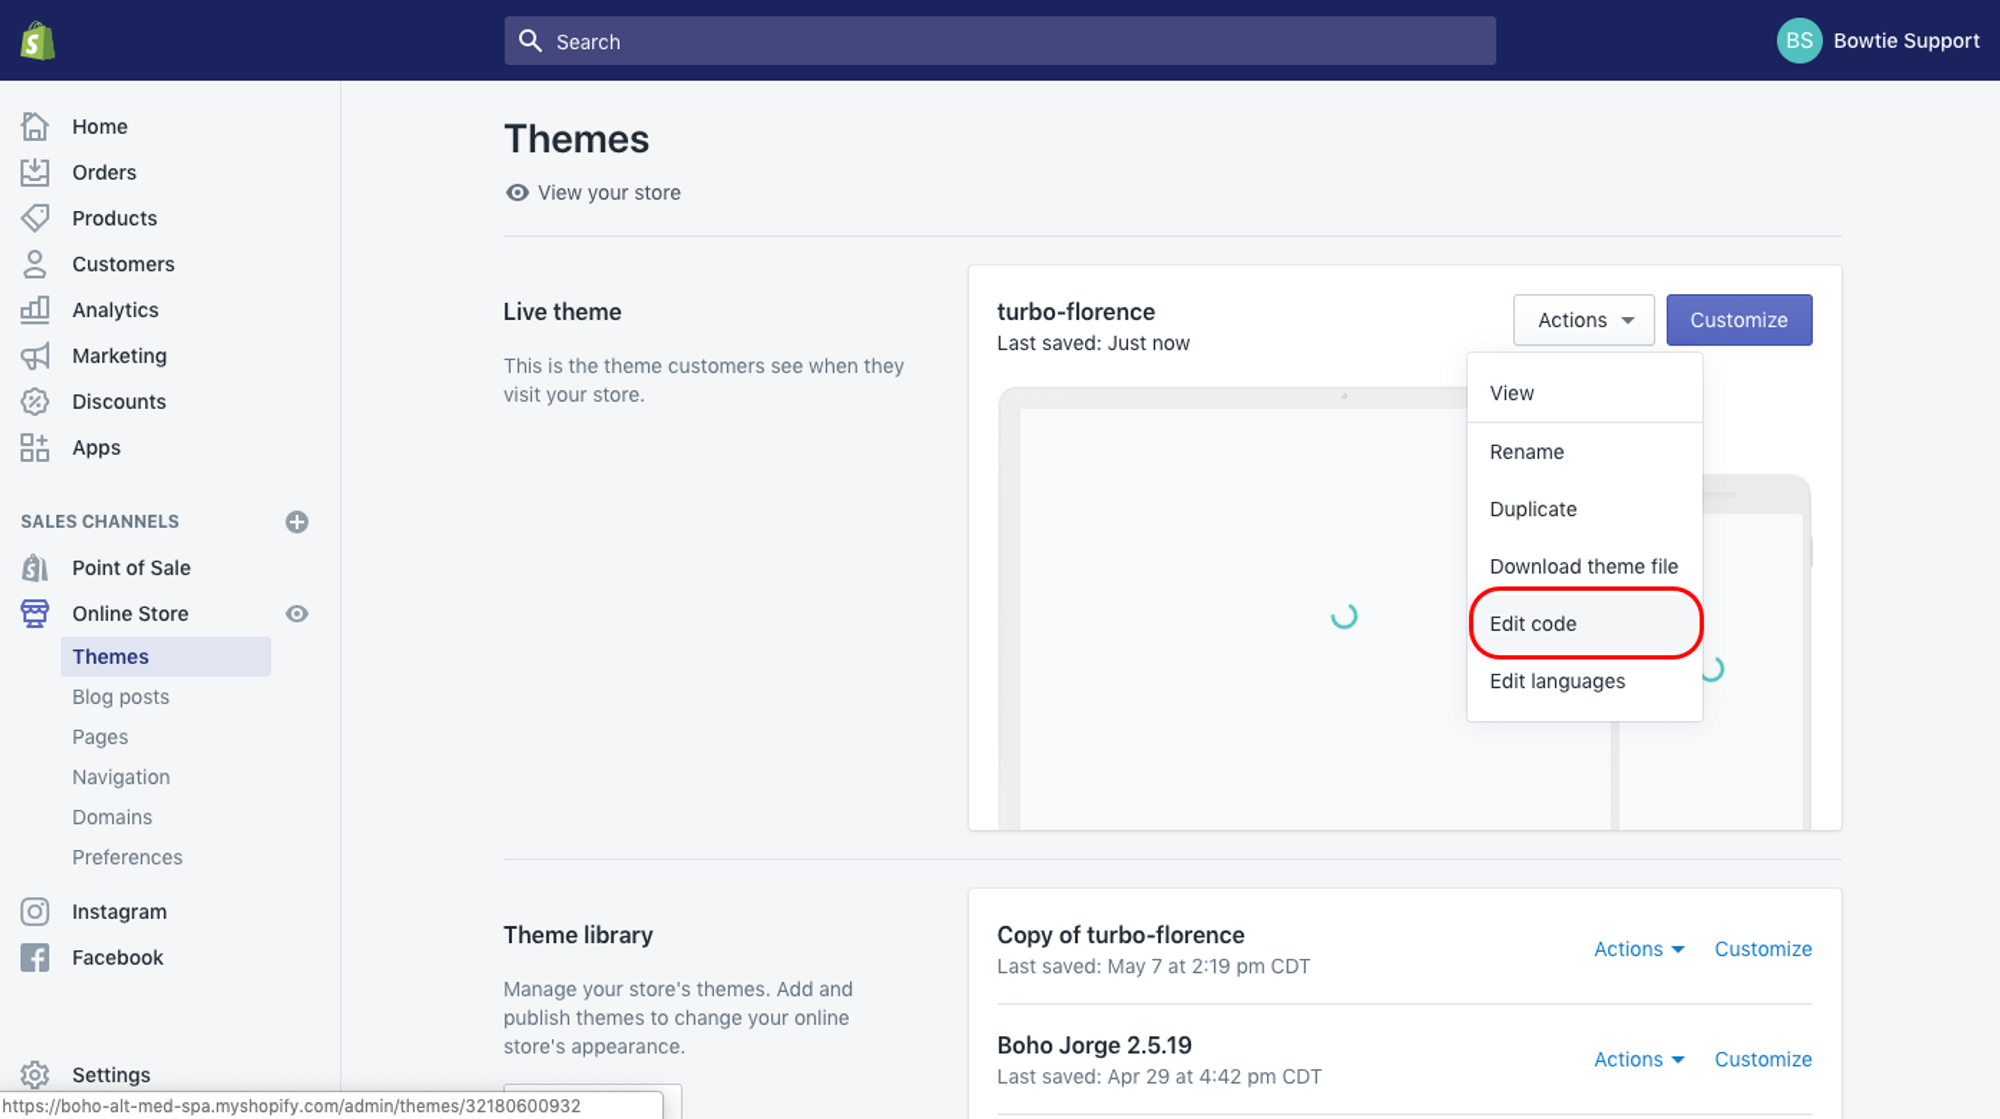 Search
BS
Bowtie Support
Home
Orders
Products
Customers
Analytics
Marketing
Discounts
Apps
SALES CHANNELS
Point of Sale
Online Store
Themes
Blog posts
Pages
Navigation
Domains
Preferences
Instagram
Facebook
Settings
https://boho-alt-med-spa.myshopify.com/admin/themes/32180600932
Themes
View your store
Live theme
This is the theme customers see when they
visit your store.
turbo-florence
Last saved: Just now
Actions
Customize
View
Rename
Duplicate
Download theme file
Edit code
Edit languages
Theme library
Manage your store's themes. Add and
publish themes to change your online
store's appearance.
Copy of turbo-florence
Last saved: May 7 at 2:19 pm CDT
Actions
Customize
Boho Jorge 2.5.19
Last saved: Apr 29 at 4:42 pm CDT
Actions
Customize